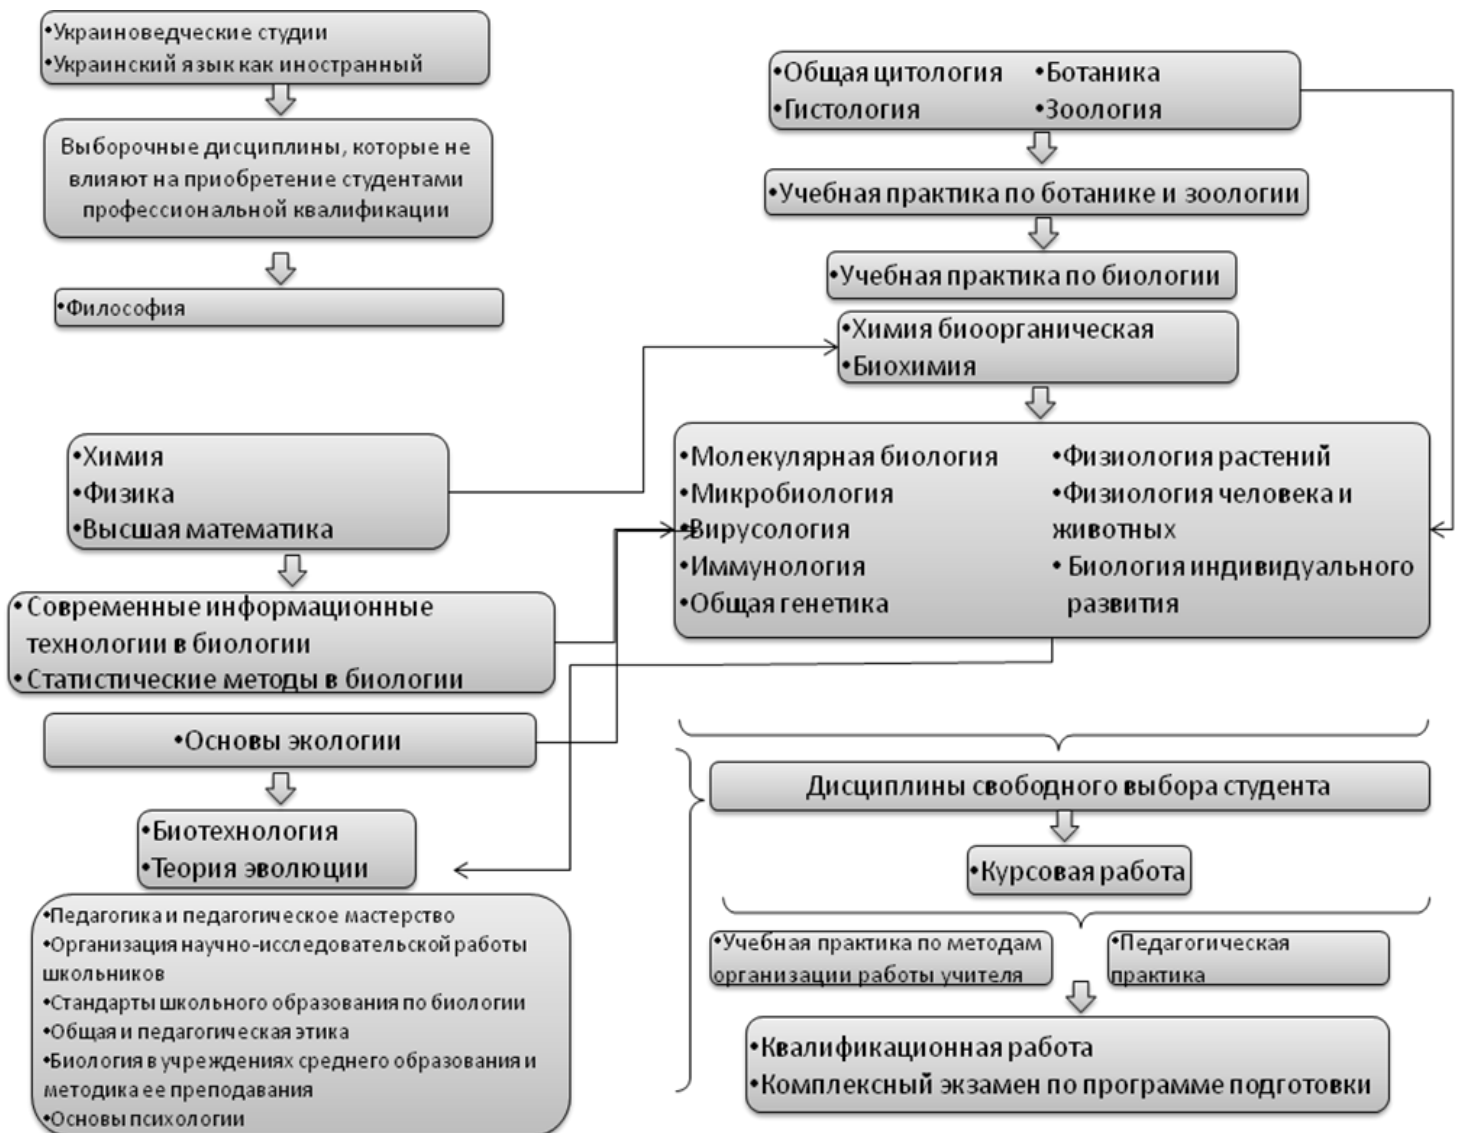 •Украиноведческие студии
•Украинский язык как иностранный
Выборочные дисциплины, которые не
влияют на приобретение студентами
профессиональной квалификации
•Философия
•Химия
•Физика
•Высшая математика
•Современные информационные
технологии в биологии
•Статистические методы в биологии
•Основы экологии
•Биотехнология
•Теория эволюции
•Педагогика и педагогическое мастерство
•Организация научно-исследовательской работы
школьников
•Стандарты школьного образования по биологии
•Общая и педагогическая этика
•Биология в учреждениях среднего образования и
методика ее преподавания
•Основы психологии
•Общая цитология
•Гистология
•Ботаника
•Зоология
•Учебная практика по ботанике и зоологии
•Учебная практика по биологии
•Химия биоорганическая
•Биохимия
•Молекулярная биология
•Микробиология
•Вирусология
•Иммунология
•Общая генетика
•Физиология растений
•Физиология человека и
животных
• Биология индивидуального
развития
Дисциплины свободного выбора студента
•Курсовая работа
•Учебная практика по методам
организации работы учителя
•Педагогическая
практика
•Квалификационная работа
•Комплексный экзамен по программе подготовки